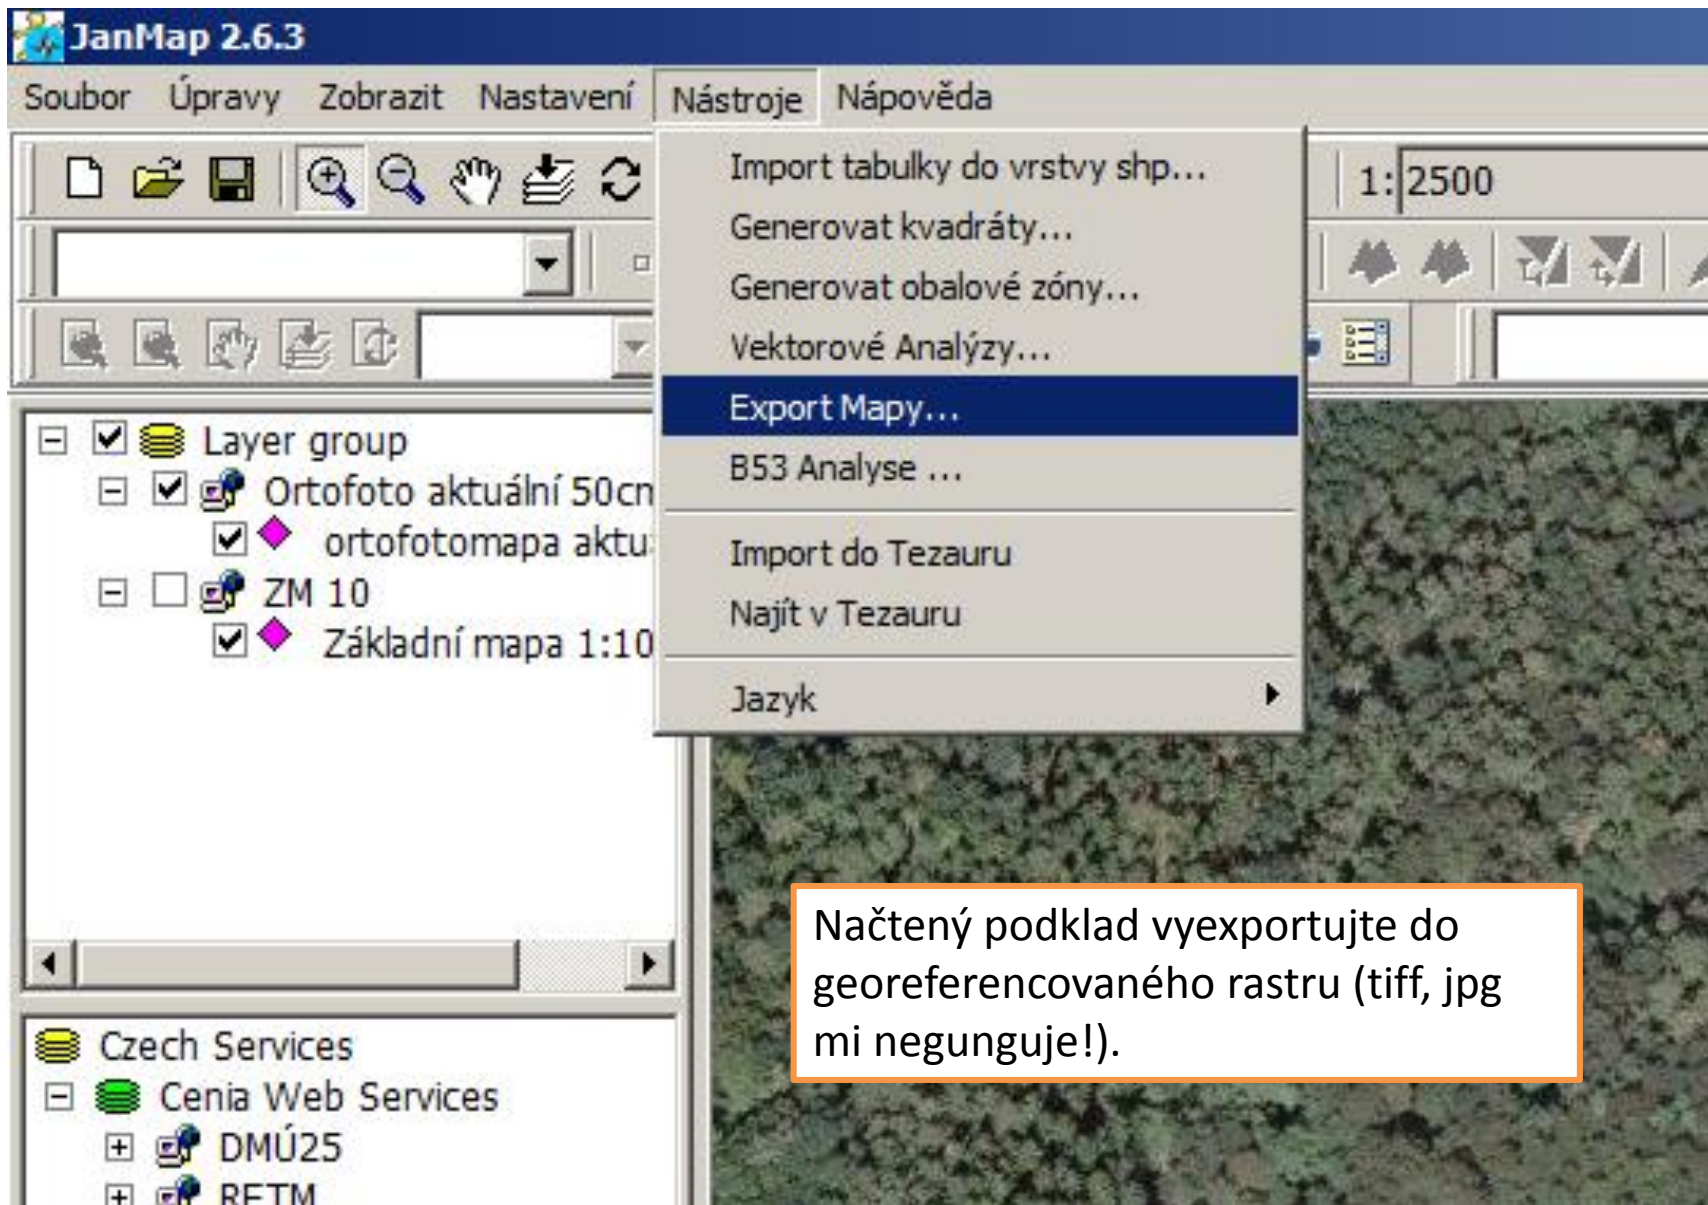 JanMap 2.6.3
Soubor Úpravy Zobrazit Nastavení Nástroje Nápověda
Import tabulky do vrstvy shp...
1: 2500
Generovat kvadráty...
Generovat obalové zóny...
Vektorové Analýzy...
Export Mapy...
B53 Analyse ...
Import do Tezauru
Najít v Tezauru
Jazyk
Layer group
Ortofoto aktuální 50cm
ortofotomapa aktu
ZM 10
Základní mapa 1:10
Načtený podklad vyexportujte do
georeferencovaného rastru (tiff, jpg
mi negunguje!).
Czech Services
Cenia Web Services
DMÚ25
RETM